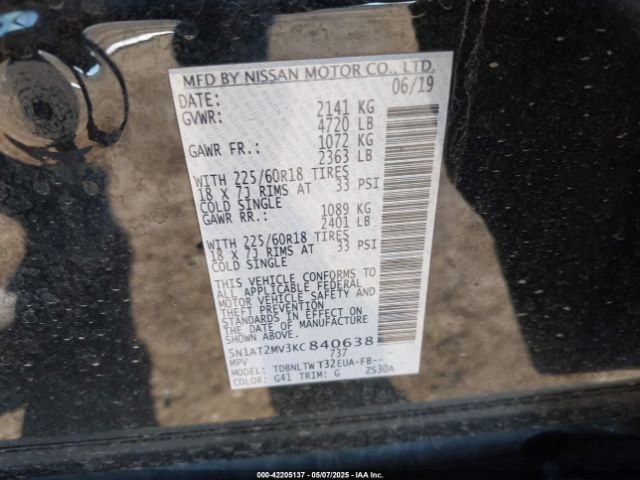 MFD BY NISSAN MOTOR CO., LTD.
DATE: 06/19
GVWR: 2141 KG
4720 LB
GAWR FR.: 1072 KG
2363 LB
WITH 225/60R18 TIRES
18 X 7J RIMS AT 33 PSI
COLD SINGLE
GAWR RR.: 1089 KG
2401 LB
WITH 225/60R18 TIRES
18 X 7J RIMS AT 33 PSI
COLD SINGLE
THIS VEHICLE CONFORMS TO
ALL APPLICABLE FEDERAL
MOTOR VEHICLE SAFETY AND
THEFT PREVENTION
STANDARDS IN EFFECT ON
THE DATE OF MANUFACTURE
SHOWN ABOVE.
5N1AT2MV3KC840638
MPV 737
MODEL: TDBNLTWT32EUA-FB--
COLOR: G41 TRIM: G ZS30A
000-42205137 - 05/07/2025 - IAA Inc.